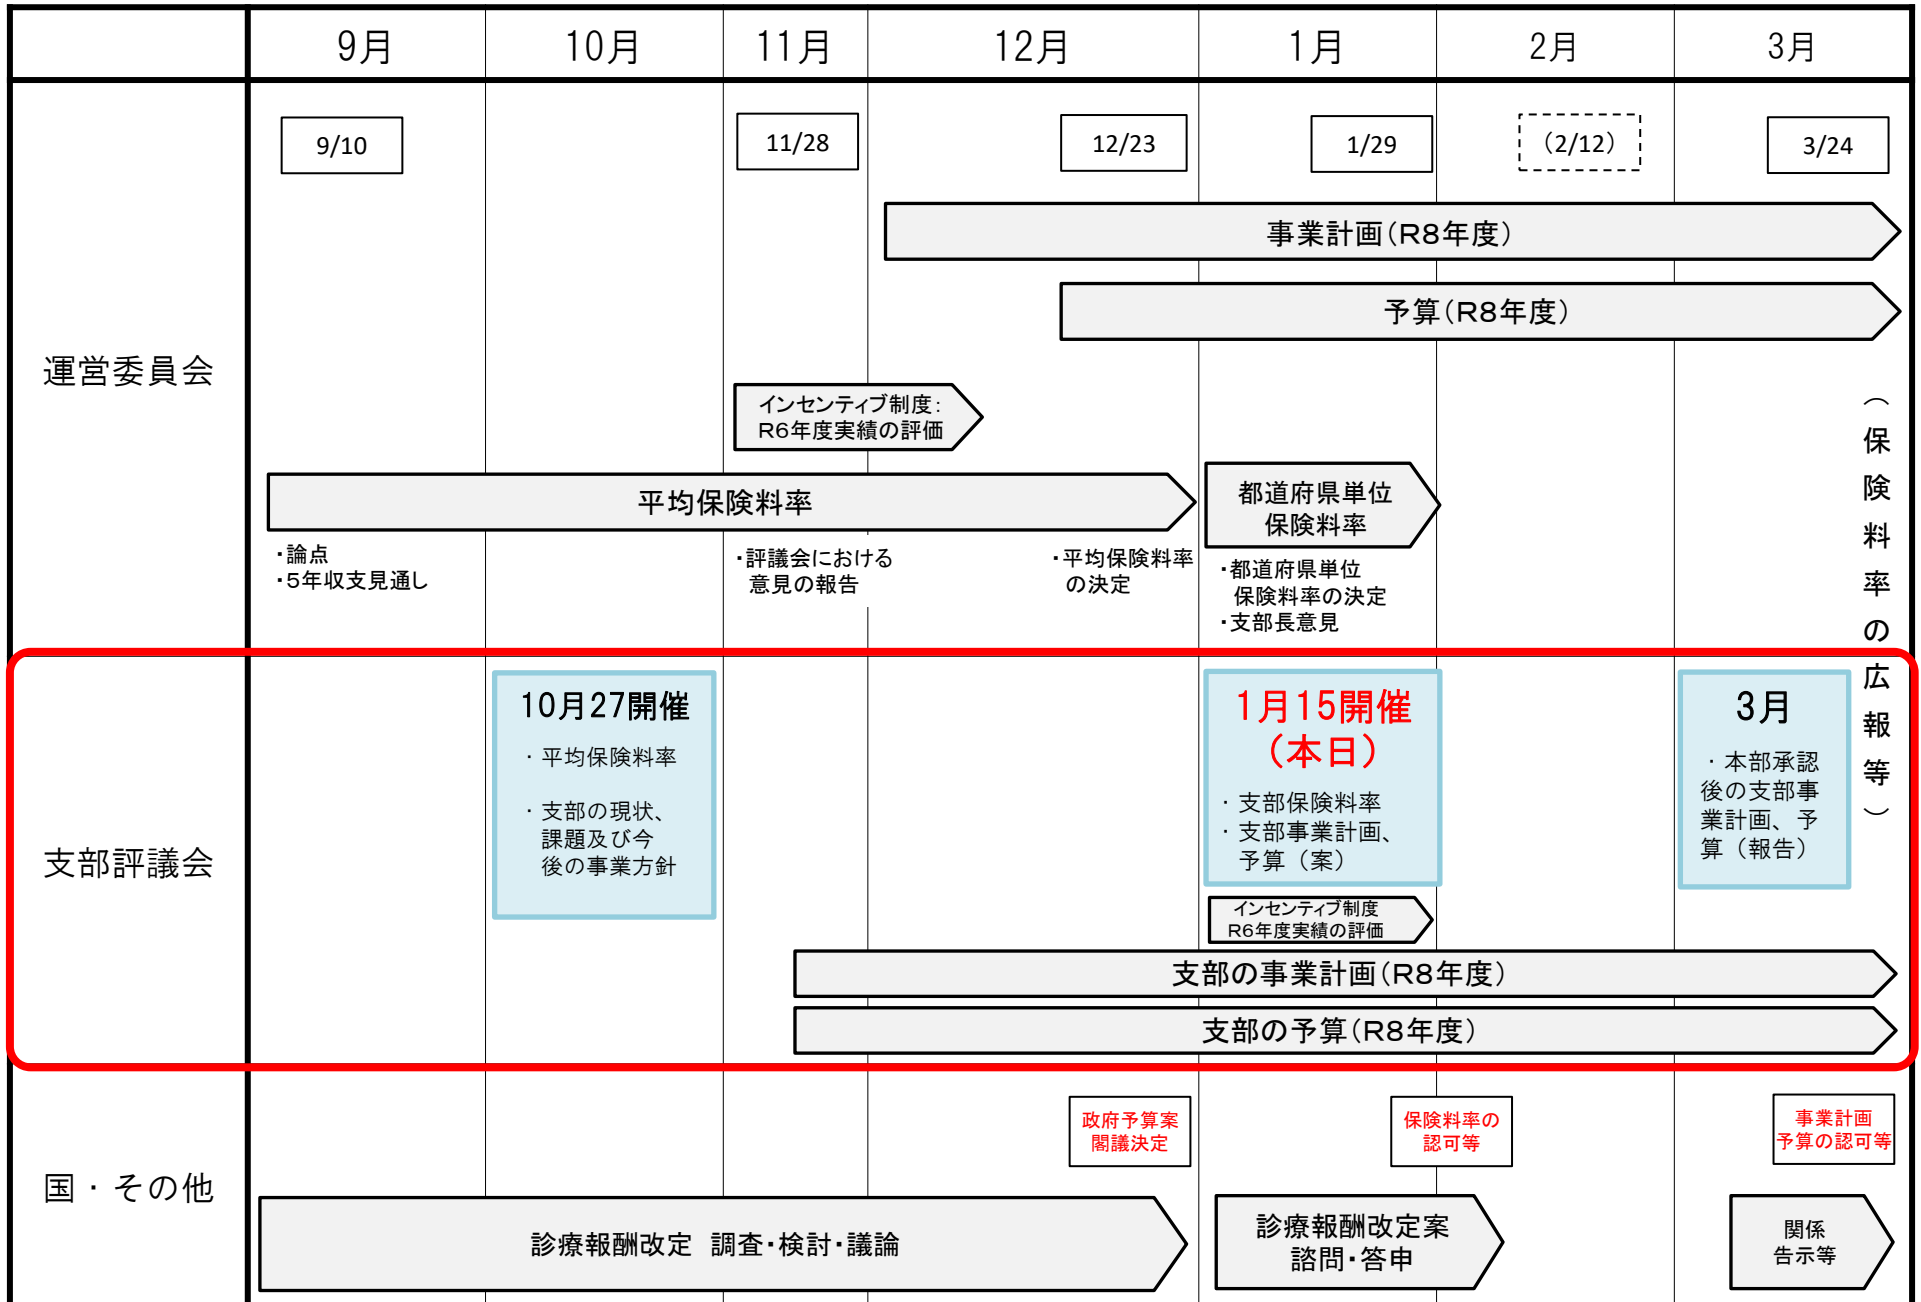 9月
10月
11月
12月
1月
2月
3月
運営委員会
9/10
11/28
12/23
1/29
（2/12）
3/24
事業計画（R8年度）
予算（R8年度）
インセンティブ制度：
R6年度実績の評価
平均保険料率
都道府県単位
保険料率
・論点
・5年収支見通し
・評議会における
意見の報告
・平均保険料率
の決定
・都道府県単位
保険料率の決定
・支部長意見
（保険料率の広報等）
支部評議会
10月27開催
・平均保険料率
・支部の現状、
課題及び今
後の事業方針
1月15開催
（本日）
・支部保険料率
・支部事業計画、
予算（案）
3月
・本部承認
後の支部事
業計画、予
算（報告）
インセンティブ制度
R6年度実績の評価
支部の事業計画（R8年度）
支部の予算（R8年度）
国・その他
政府予算案
閣議決定
保険料率の
認可等
事業計画
予算の認可等
診療報酬改定　調査・検討・議論
診療報酬改定案
諮問・答申
関係
告示等